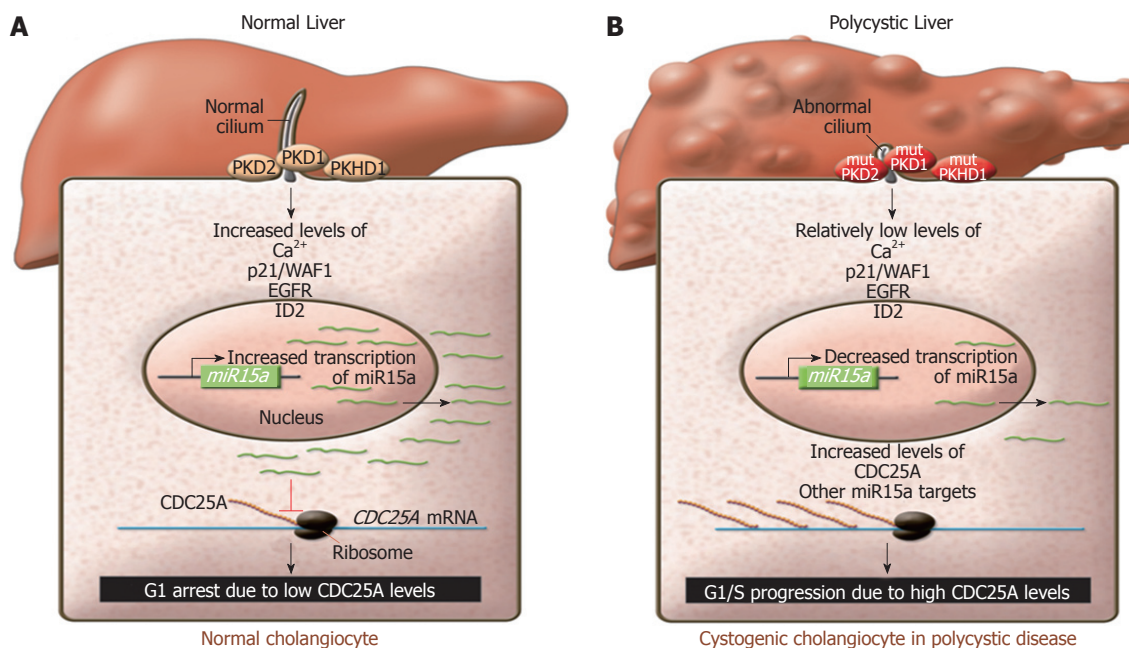 A
Normal Liver
Normal
cilium
PKD2
PKD1
PKHD1
Increased levels of
Ca²⁺
p21/WAF1
EGFR
ID2
Increased transcription
of miR15a
miR15a
Nucleus
CDC25A
CDC25A mRNA
Ribosome
G1 arrest due to low CDC25A levels
Normal cholangiocyte
B
Polycystic Liver
Abnormal
cilium
mut
PKD2
mut
PKD1
mut
PKHD1
Relatively low levels of
Ca²⁺
p21/WAF1
EGFR
ID2
Decreased transcription
of miR15a
miR15a
Increased levels of
CDC25A
Other miR15a targets
G1/S progression due to high CDC25A levels
Cystogenic cholangiocyte in polycystic disease